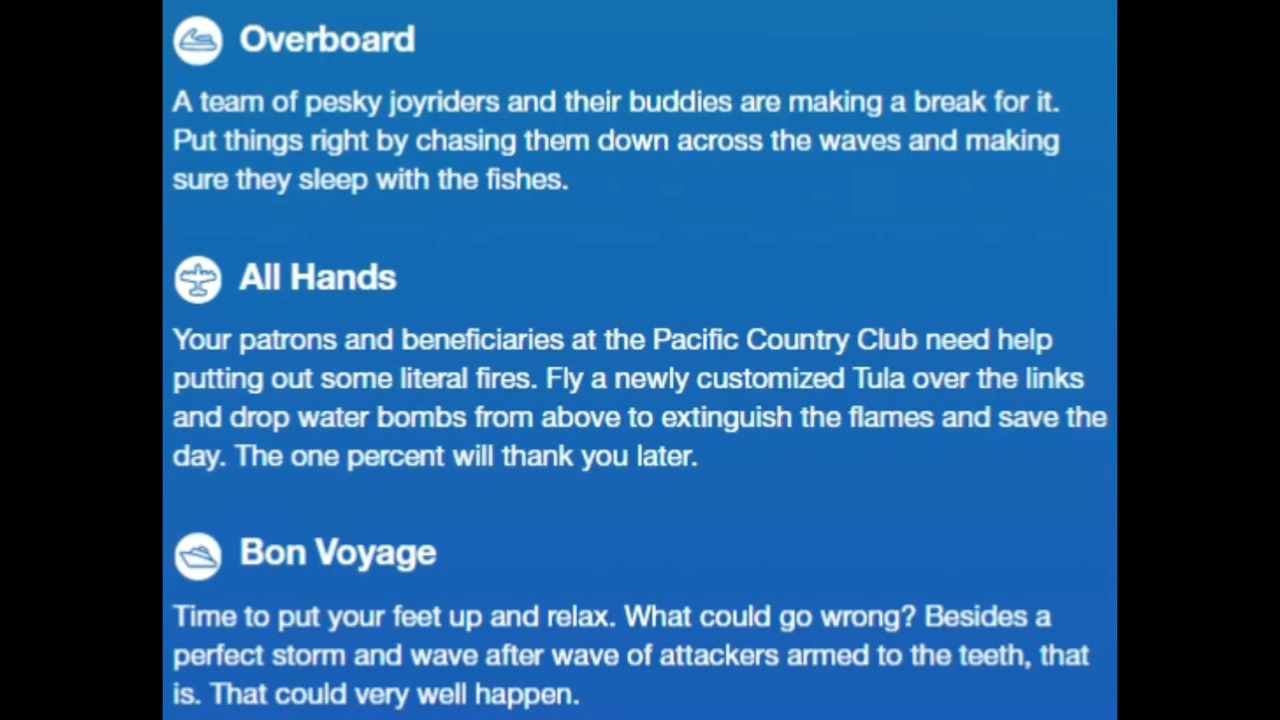 Overboard
A team of pesky joyriders and their buddies are making a break for it.
Put things right by chasing them down across the waves and making
sure they sleep with the fishes.
All Hands
Your patrons and beneficiaries at the Pacific Country Club need help
putting out some literal fires. Fly a newly customized Tula over the links
and drop water bombs from above to extinguish the flames and save the
day. The one percent will thank you later.
Bon Voyage
Time to put your feet up and relax. What could go wrong? Besides a
perfect storm and wave after wave of attackers armed to the teeth, that
is. That could very well happen.